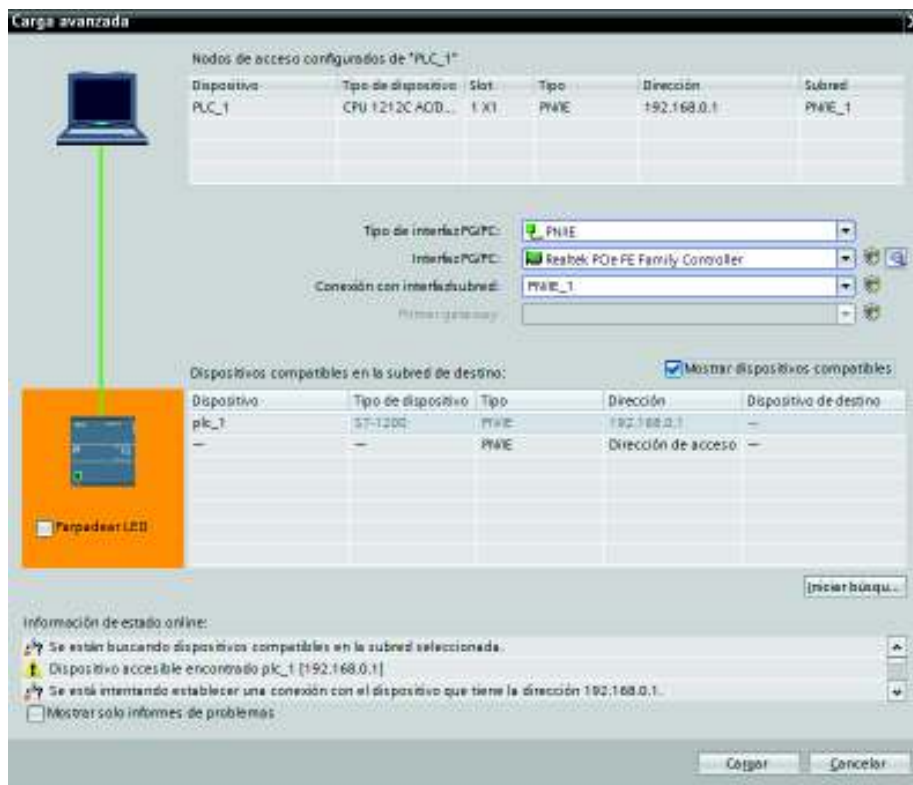 Carga avanzada
Nodos de acceso configurados de "PLC_1"
Dispositivo Tipo de dispositivo Slot Tipo Dirección Subred
PLC_1 CPU 1212C AC/D... 1 X1 PN/IE 192.168.0.1 PN/IE_1
Tipo de interfaz PG/PC: PN/IE
Interfaz PG/PC: Realtek PCIe FE Family Controller
Conexión con interfaz/subred: PN/IE_1
Primer gateway:
Dispositivos compatibles en la subred de destino:
Mostrar dispositivos compatibles
Dispositivo Tipo de dispositivo Tipo Dirección Dispositivo de destino
plc_1 S7-1200 PN/IE 192.168.0.1 —
— — PN/IE Dirección de acceso —
Parpadear LED
Iniciar búsqu...
Información de estado online:
Se están buscando dispositivos compatibles en la subred seleccionada.
Dispositivo accesible encontrado plc_1 [192.168.0.1]
Se está intentando establecer una conexión con el dispositivo que tiene la dirección 192.168.0.1.
Mostrar solo informes de problemas
Cargar Cancelar